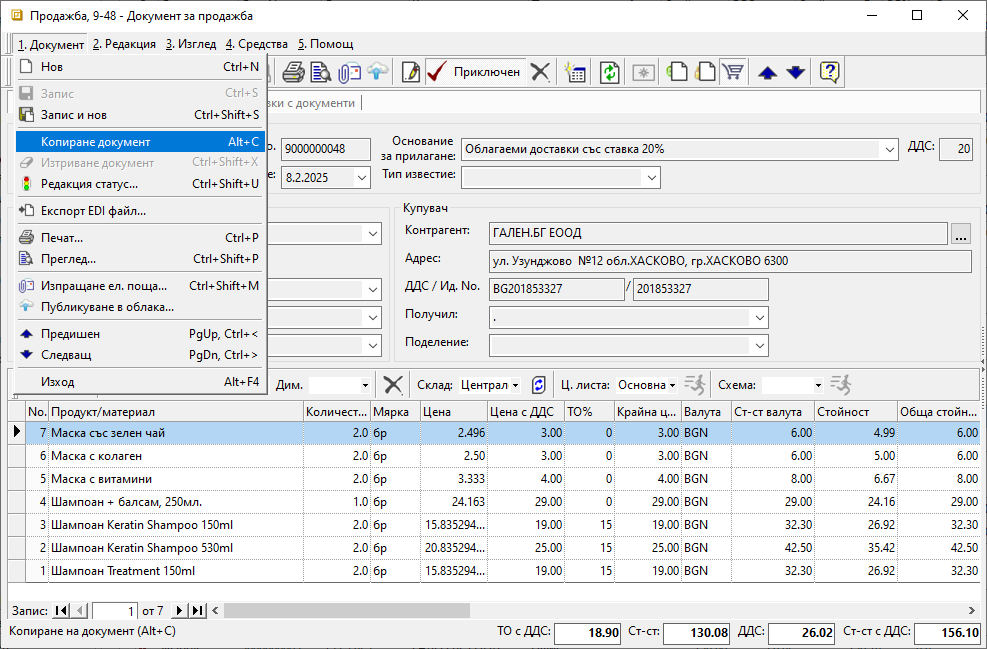 Продажба, 9-48 - Документ за продажба
1. Документ 2. Редакция 3. Изглед 4. Средства 5. Помощ
Нов Ctrl+N
Приключен
Запис Ctrl+S
ки с документи
Запис и нов Ctrl+Shift+S
Копиране документ Alt+C
Изтриване документ Ctrl+Shift+X
Редакция статус... Ctrl+Shift+U
Експорт EDI файл...
Печат... Ctrl+P
Преглед... Ctrl+Shift+P
Изпращане ел. поща... Ctrl+Shift+M
Публикуване в облака...
Предишен PgUp, Ctrl+<
Следващ PgDn, Ctrl+>
Изход Alt+F4
о. 9000000048
Основание
за прилагане: Облагаеми доставки със ставка 20% ДДС: 20
е: 8.2.2025 Тип известие:
Купувач
Контрагент: ГАЛЕН.БГ ЕООД ...
Адрес: ул. Узунджово №12 обл.ХАСКОВО, гр.ХАСКОВО 6300
ДДС / Ид. No. BG201853327 / 201853327
Получил: .
Поделение:
Дим. Склад: Централ Ц. листа: Основна Схема:
No. Продукт/материал Количест... Мярка Цена Цена с ДДС ТО% Крайна ц... Валута Ст-ст валута Стойност Обща стойн...
7 Маска със зелен чай 2.0 бр 2.496 3.00 0 3.00 BGN 6.00 4.99 6.00
6 Маска с колаген 2.0 бр 2.50 3.00 0 3.00 BGN 6.00 5.00 6.00
5 Маска с витамини 2.0 бр 3.333 4.00 0 4.00 BGN 8.00 6.67 8.00
4 Шампоан + балсам, 250мл. 1.0 бр 24.163 29.00 0 29.00 BGN 29.00 24.16 29.00
3 Шампоан Keratin Shampoo 150ml 2.0 бр 15.835294... 19.00 15 19.00 BGN 32.30 26.92 32.30
2 Шампоан Keratin Shampoo 530ml 2.0 бр 20.835294... 25.00 15 25.00 BGN 42.50 35.42 42.50
1 Шампоан Treatment 150ml 2.0 бр 15.835294... 19.00 15 19.00 BGN 32.30 26.92 32.30
Запис: 1 от 7
Копиране на документ (Alt+C) ТО с ДДС: 18.90 Ст-ст: 130.08 ДДС: 26.02 Ст-ст с ДДС: 156.10